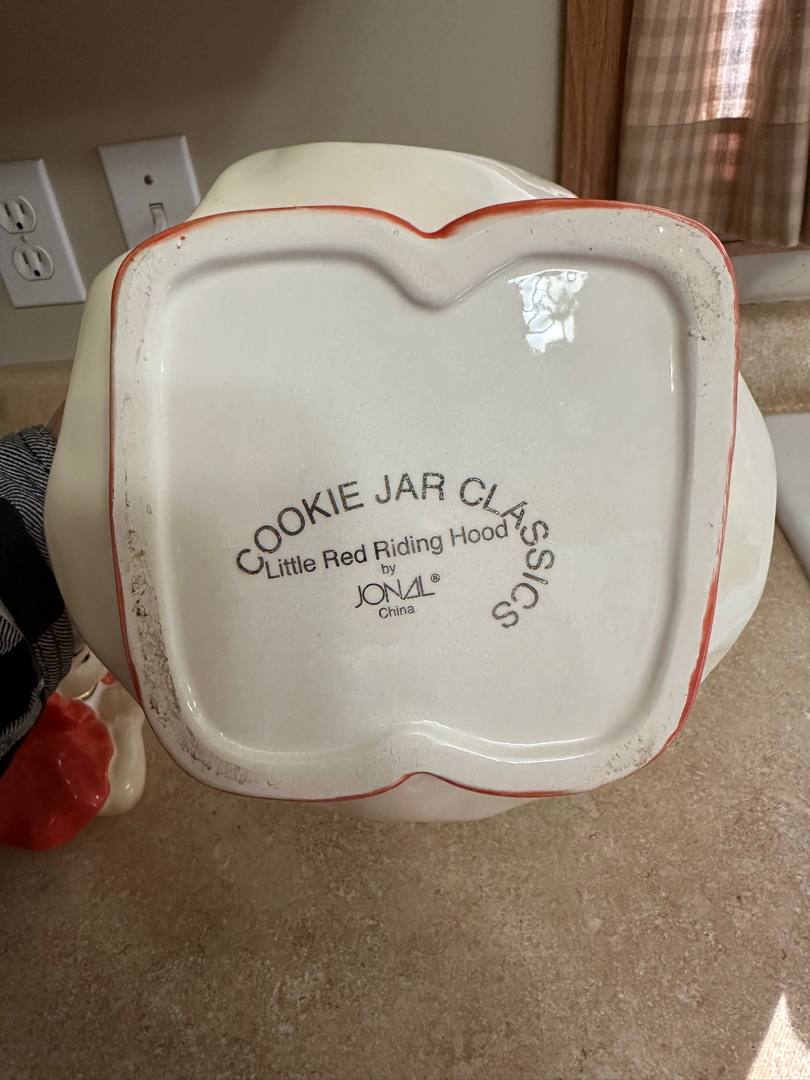 COOKIE JAR CLASSICS
Little Red Riding Hood
by
JONAL®
China